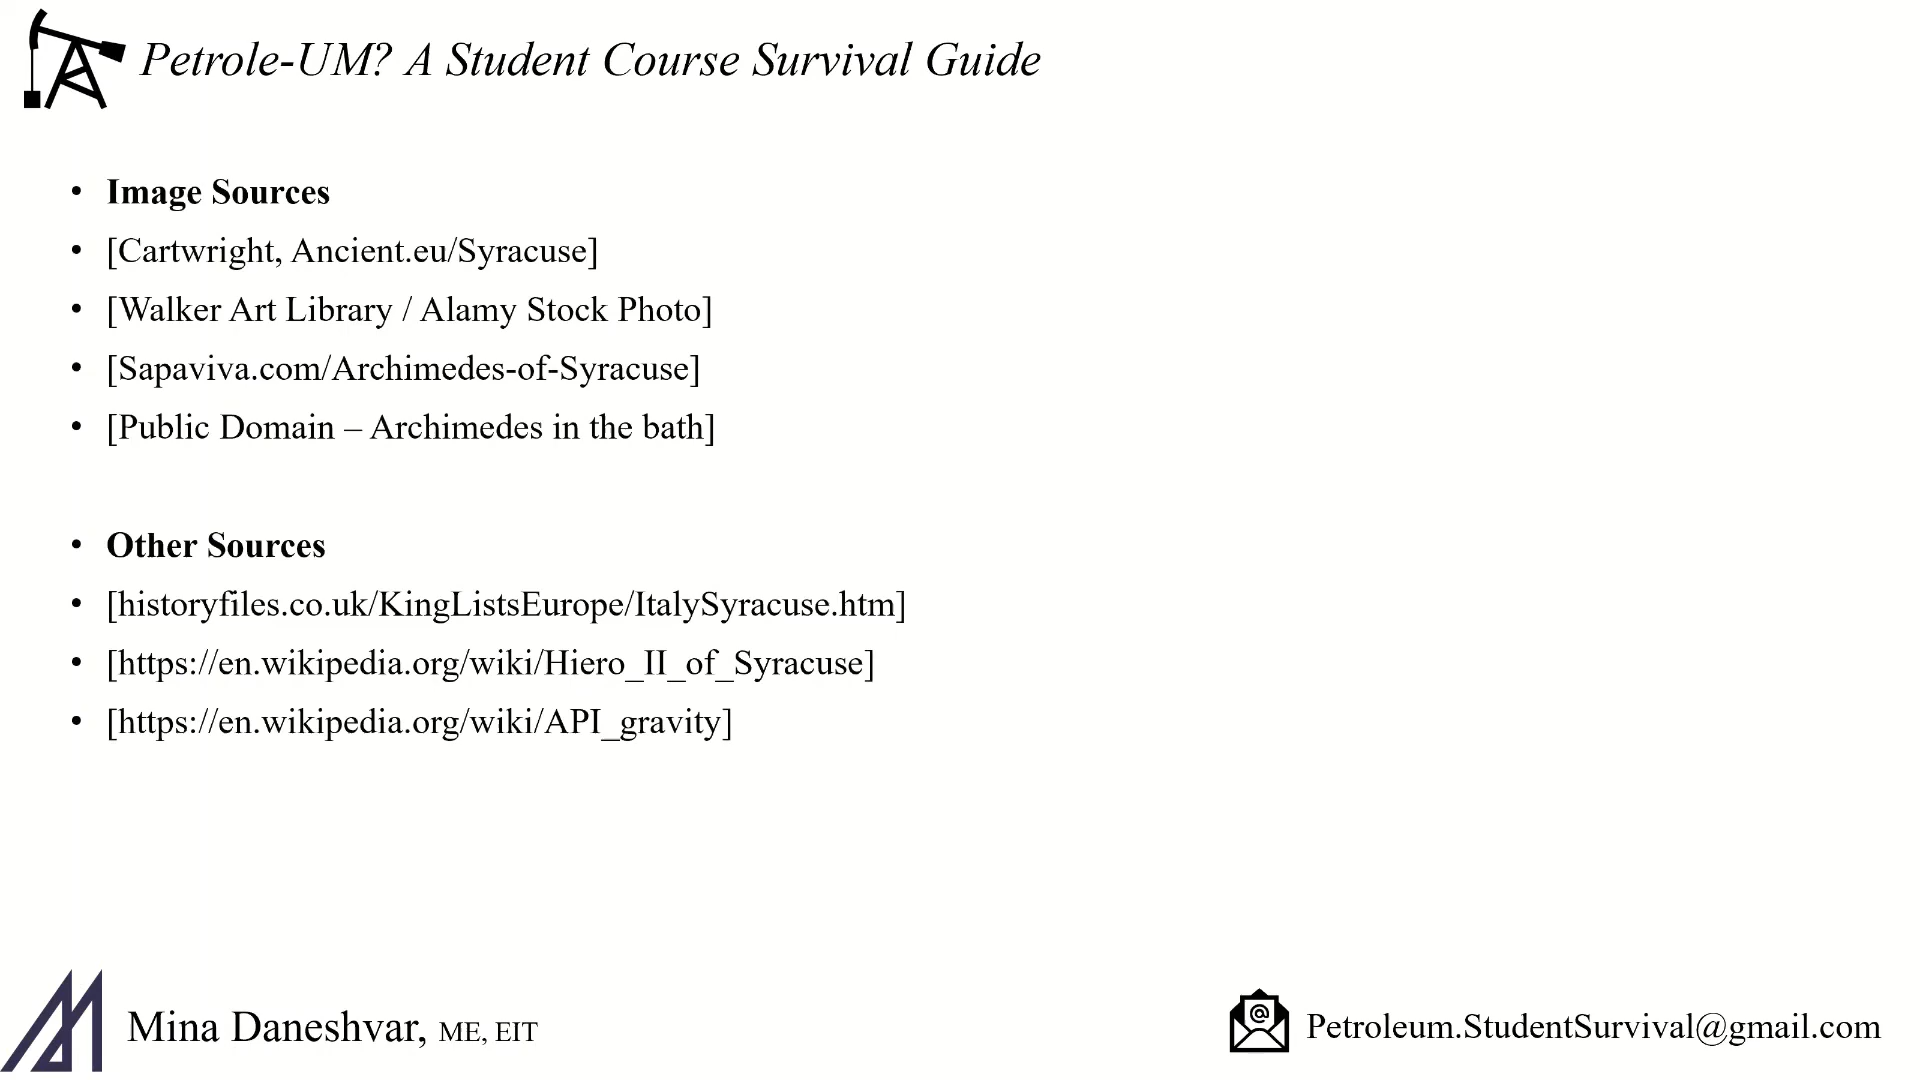 Petrole-UM? A Student Course Survival Guide
• Image Sources
• [Cartwright, Ancient.eu/Syracuse]
• [Walker Art Library / Alamy Stock Photo]
• [Sapaviva.com/Archimedes-of-Syracuse]
• [Public Domain – Archimedes in the bath]
• Other Sources
• [historyfiles.co.uk/KingListsEurope/ItalySyracuse.htm]
• [https://en.wikipedia.org/wiki/Hiero_II_of_Syracuse]
• [https://en.wikipedia.org/wiki/API_gravity]
Mina Daneshvar, ME, EIT
@
Petroleum.StudentSurvival@gmail.com